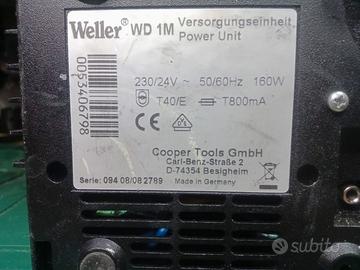 Weller® WD 1M Versorgungseinheit
Power Unit
230/24V ~ 50/60Hz 160W
T40/E T800mA
0053406798
CE
Cooper Tools GmbH
Carl-Benz-Straße 2
D-74354 Besigheim
Serie: 094 08/08 2789 Made in Germany
subito